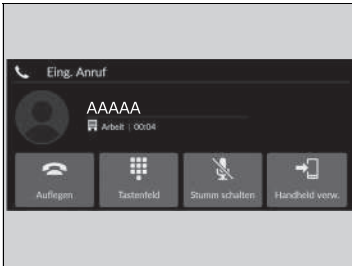 Eing. Anruf
AAAAA
Arbeit | 00:04
Auflegen Tastenfeld Stumm schalten Handheld verw.